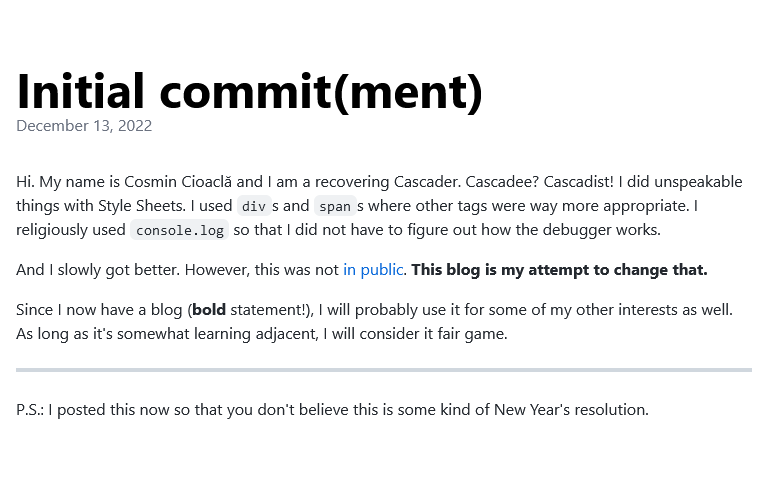 Initial commit(ment)
December 13, 2022
Hi. My name is Cosmin Cioaclă and I am a recovering Cascader. Cascadee? Cascadist! I did unspeakable
things with Style Sheets. I used div s and span s where other tags were way more appropriate. I
religiously used console.log so that I did not have to figure out how the debugger works.
And I slowly got better. However, this was not in public. This blog is my attempt to change that.
Since I now have a blog (bold statement!), I will probably use it for some of my other interests as well.
As long as it's somewhat learning adjacent, I will consider it fair game.
P.S.: I posted this now so that you don't believe this is some kind of New Year's resolution.